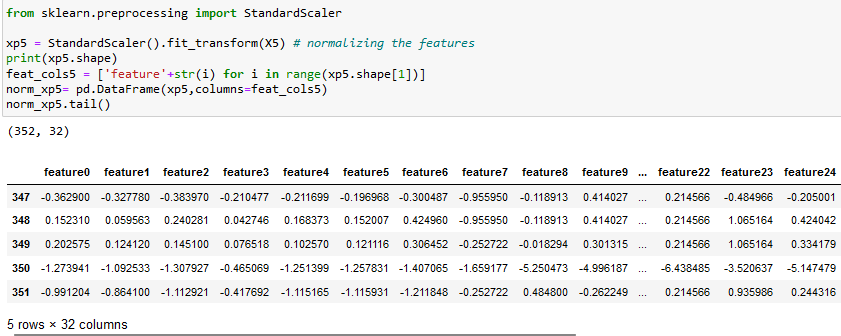 from sklearn.preprocessing import StandardScaler
xp5 = StandardScaler().fit_transform(X5) # normalizing the features
print(xp5.shape)
feat_cols5 = ['feature'+str(i) for i in range(xp5.shape[1])]
norm_xp5= pd.DataFrame(xp5,columns=feat_cols5)
norm_xp5.tail()
(352, 32)
feature0 feature1 feature2 feature3 feature4 feature5 feature6 feature7 feature8 feature9 ... feature22 feature23 feature24
347 -0.362900 -0.327780 -0.383970 -0.210477 -0.211699 -0.196968 -0.300487 -0.955950 -0.118913 0.414027 ... 0.214566 -0.484966 -0.205001
348 0.152310 0.059563 0.240281 0.042746 0.168373 0.152007 0.424960 -0.955950 -0.118913 0.414027 ... 0.214566 1.065164 0.424042
349 0.202575 0.124120 0.145100 0.076518 0.102570 0.121116 0.306452 -0.252722 -0.018294 0.301315 ... 0.214566 1.065164 0.334179
350 -1.273941 -1.092533 -1.307927 -0.465069 -1.251399 -1.257831 -1.407065 -1.659177 -5.250473 -4.996187 ... -6.438485 -3.520637 -5.147479
351 -0.991204 -0.864100 -1.112921 -0.417692 -1.115165 -1.115931 -1.211848 -0.252722 0.484800 -0.262249 ... 0.214566 0.935986 0.244316
5 rows × 32 columns